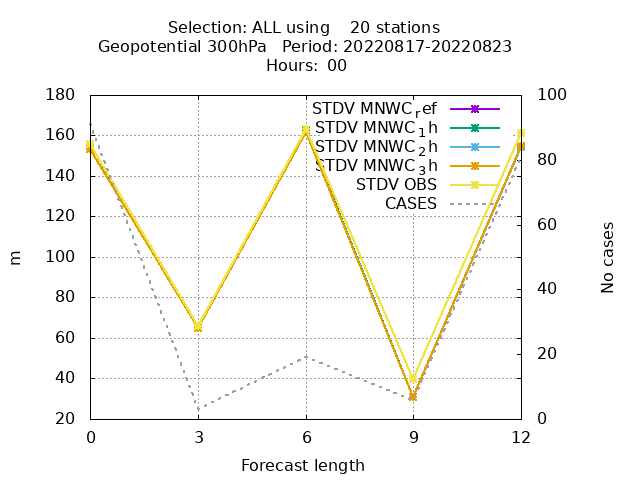 Selection: ALL using    20 stations
Geopotential 300hPa   Period: 20220817-20220823
Hours: 00
180
160
140
120
100
80
60
40
20
m
100
80
60
40
20
0
No cases
STDV MNWC_ref
STDV MNWC_1h
STDV MNWC_2h
STDV MNWC_3h
STDV OBS
CASES
0 3 6 9 12
Forecast length